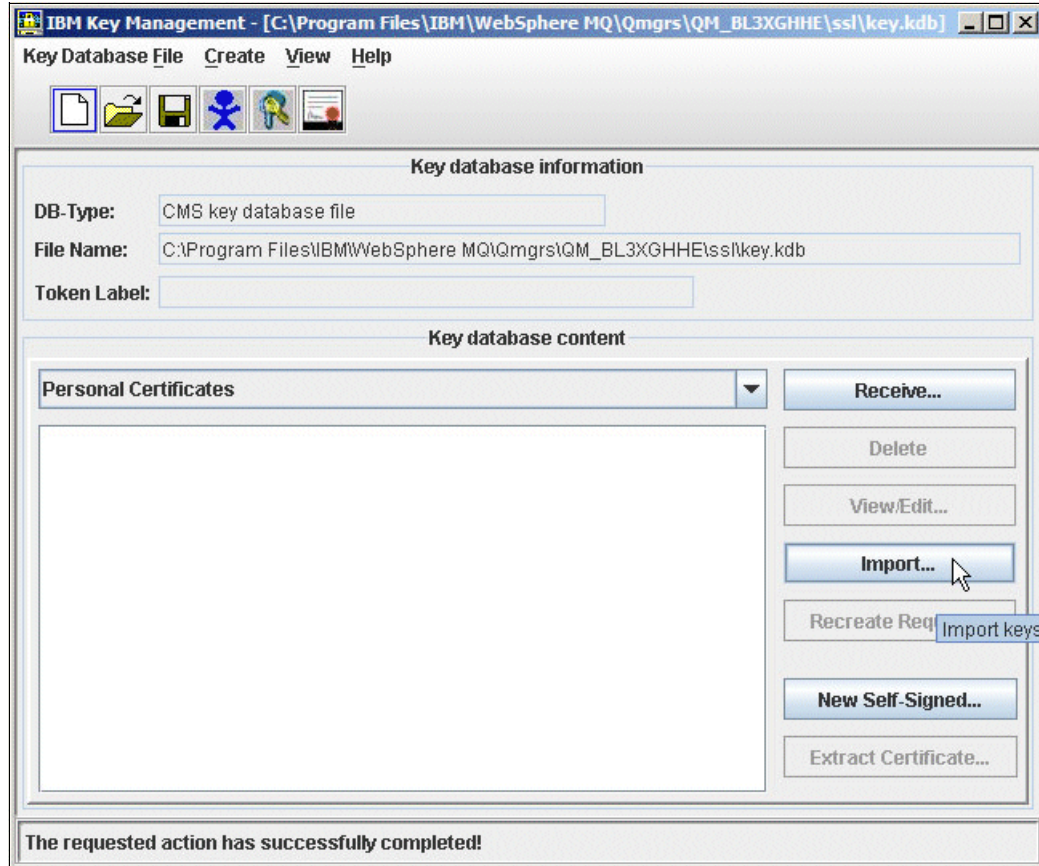 IBM Key Management - [C:\Program Files\IBM\WebSphere MQ\Qmgrs\QM_BL3XGHHE\ssl\key.kdb]
Key Database File Create View Help
Key database information
DB-Type: CMS key database file
File Name: C:\Program Files\IBM\WebSphere MQ\Qmgrs\QM_BL3XGHHE\ssl\key.kdb
Token Label:
Key database content
Personal Certificates
Receive...
Delete
View/Edit...
Import...
Recreate Req
Import keys
New Self-Signed...
Extract Certificate...
The requested action has successfully completed!